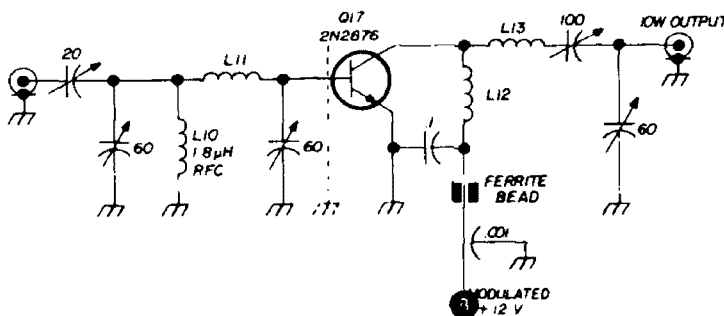 Q17
2N2876
20
L11
L13
100
10W OUTPUT
60
L10
1.8µH
RFC
60
.1
L12
60
FERRITE
BEAD
.001
MODULATED
+ 12 V